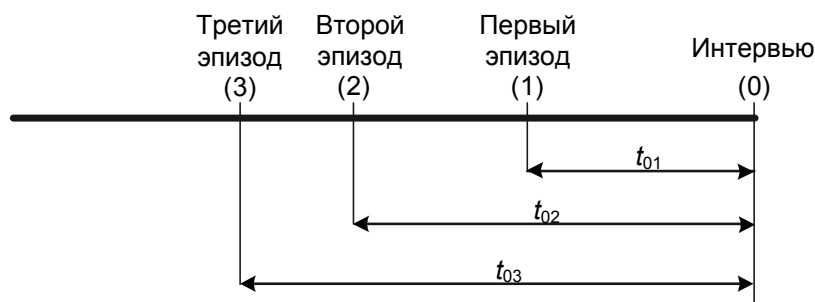 Третий эпизод (3)
Второй эпизод (2)
Первый эпизод (1)
Интервью (0)
t01
t02
t03